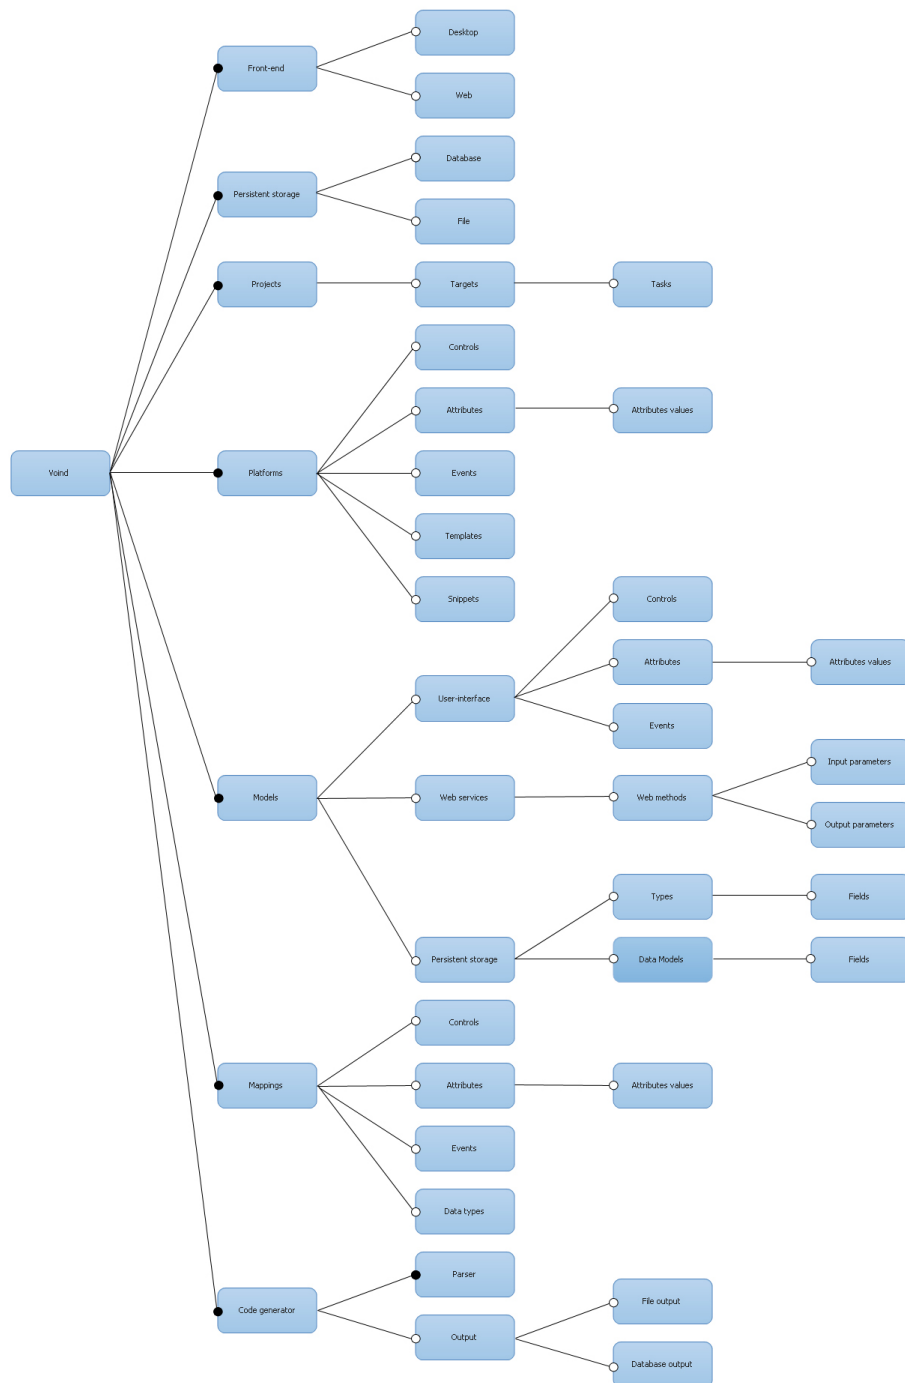 Desktop
Front-end
Web
Database
Persistent storage
File
Projects
Targets
Tasks
Controls
Attributes
Attributes values
Voind
Platforms
Events
Templates
Snippets
Controls
User-interface
Attributes
Attributes values
Events
Input parameters
Models
Web services
Web methods
Output parameters
Types
Fields
Persistent storage
Data Models
Fields
Controls
Mappings
Attributes
Attributes values
Events
Data types
Parser
Code generator
File output
Output
Database output